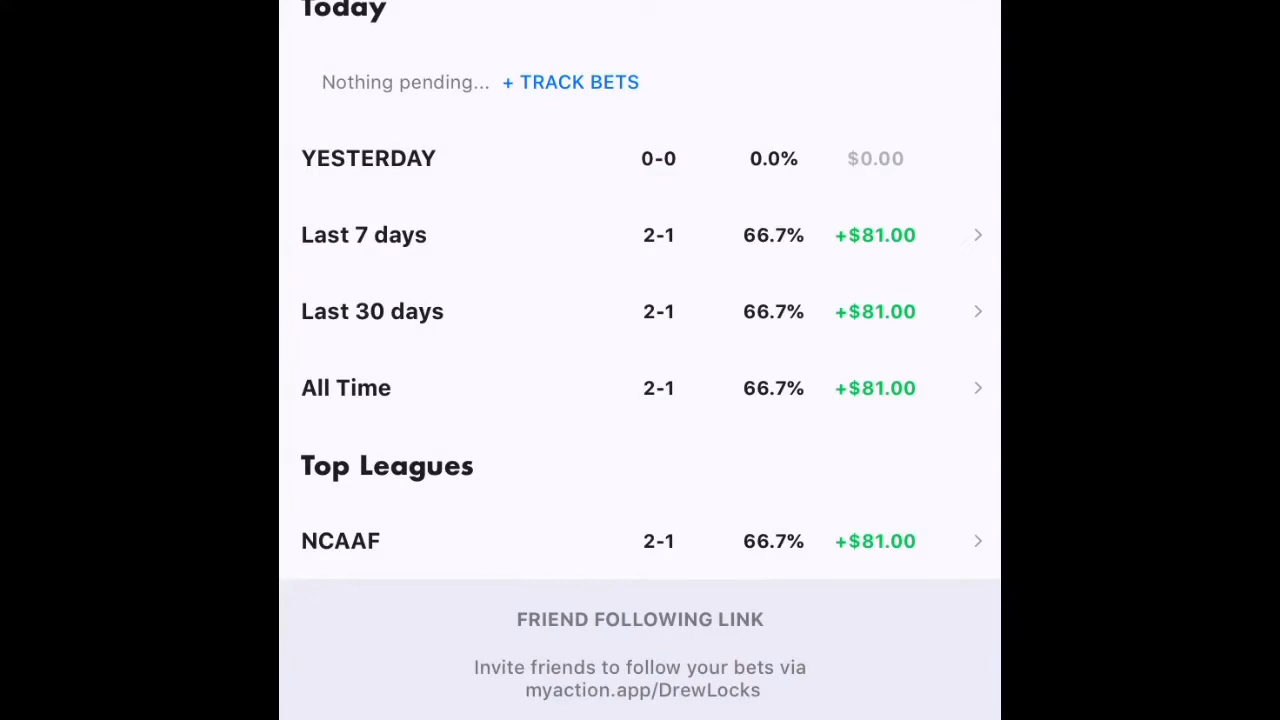 Today
Nothing pending... + TRACK BETS
YESTERDAY 0-0 0.0% $0.00
Last 7 days 2-1 66.7% +$81.00
Last 30 days 2-1 66.7% +$81.00
All Time 2-1 66.7% +$81.00
Top Leagues
NCAAF 2-1 66.7% +$81.00
FRIEND FOLLOWING LINK
Invite friends to follow your bets via
myaction.app/DrewLocks